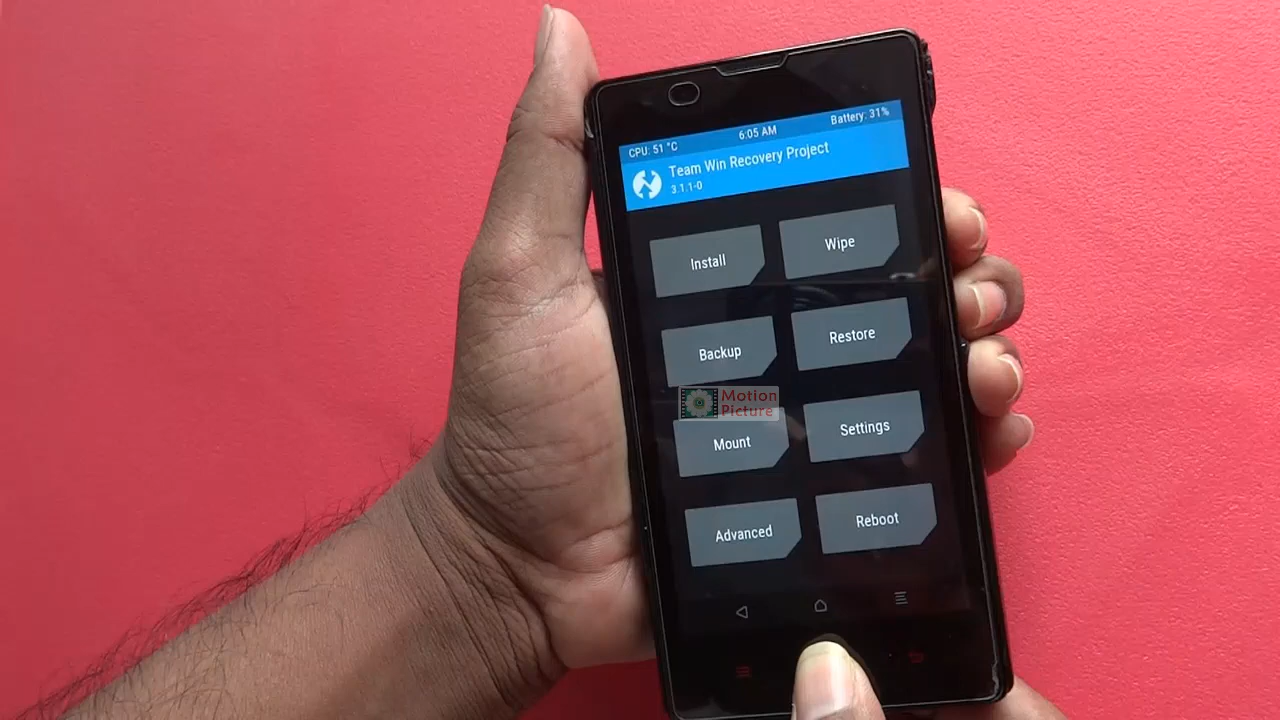 CPU: 51 °C
6:05 AM
Battery: 31%
Team Win Recovery Project
3.1.1-0
Install
Wipe
Backup
Restore
Motion
Picture
Mount
Settings
Advanced
Reboot